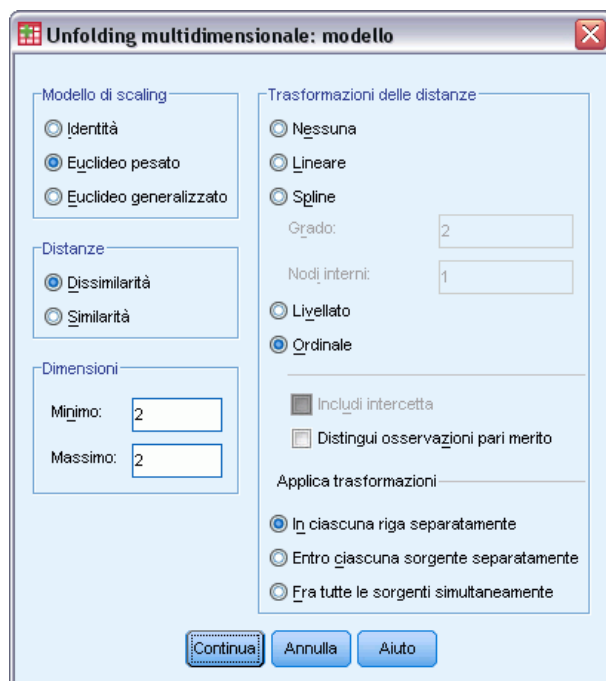 Unfolding multidimensionale: modello
Modello di scaling
Identità
Euclideo pesato
Euclideo generalizzato
Distanze
Dissimilarità
Similarità
Dimensioni
Minimo: 2
Massimo: 2
Trasformazioni delle distanze
Nessuna
Lineare
Spline
Grado: 2
Nodi interni: 1
Livellato
Ordinale
Includi intercetta
Distingui osservazioni pari merito
Applica trasformazioni
In ciascuna riga separatamente
Entro ciascuna sorgente separatamente
Fra tutte le sorgenti simultaneamente
Continua Annulla Aiuto